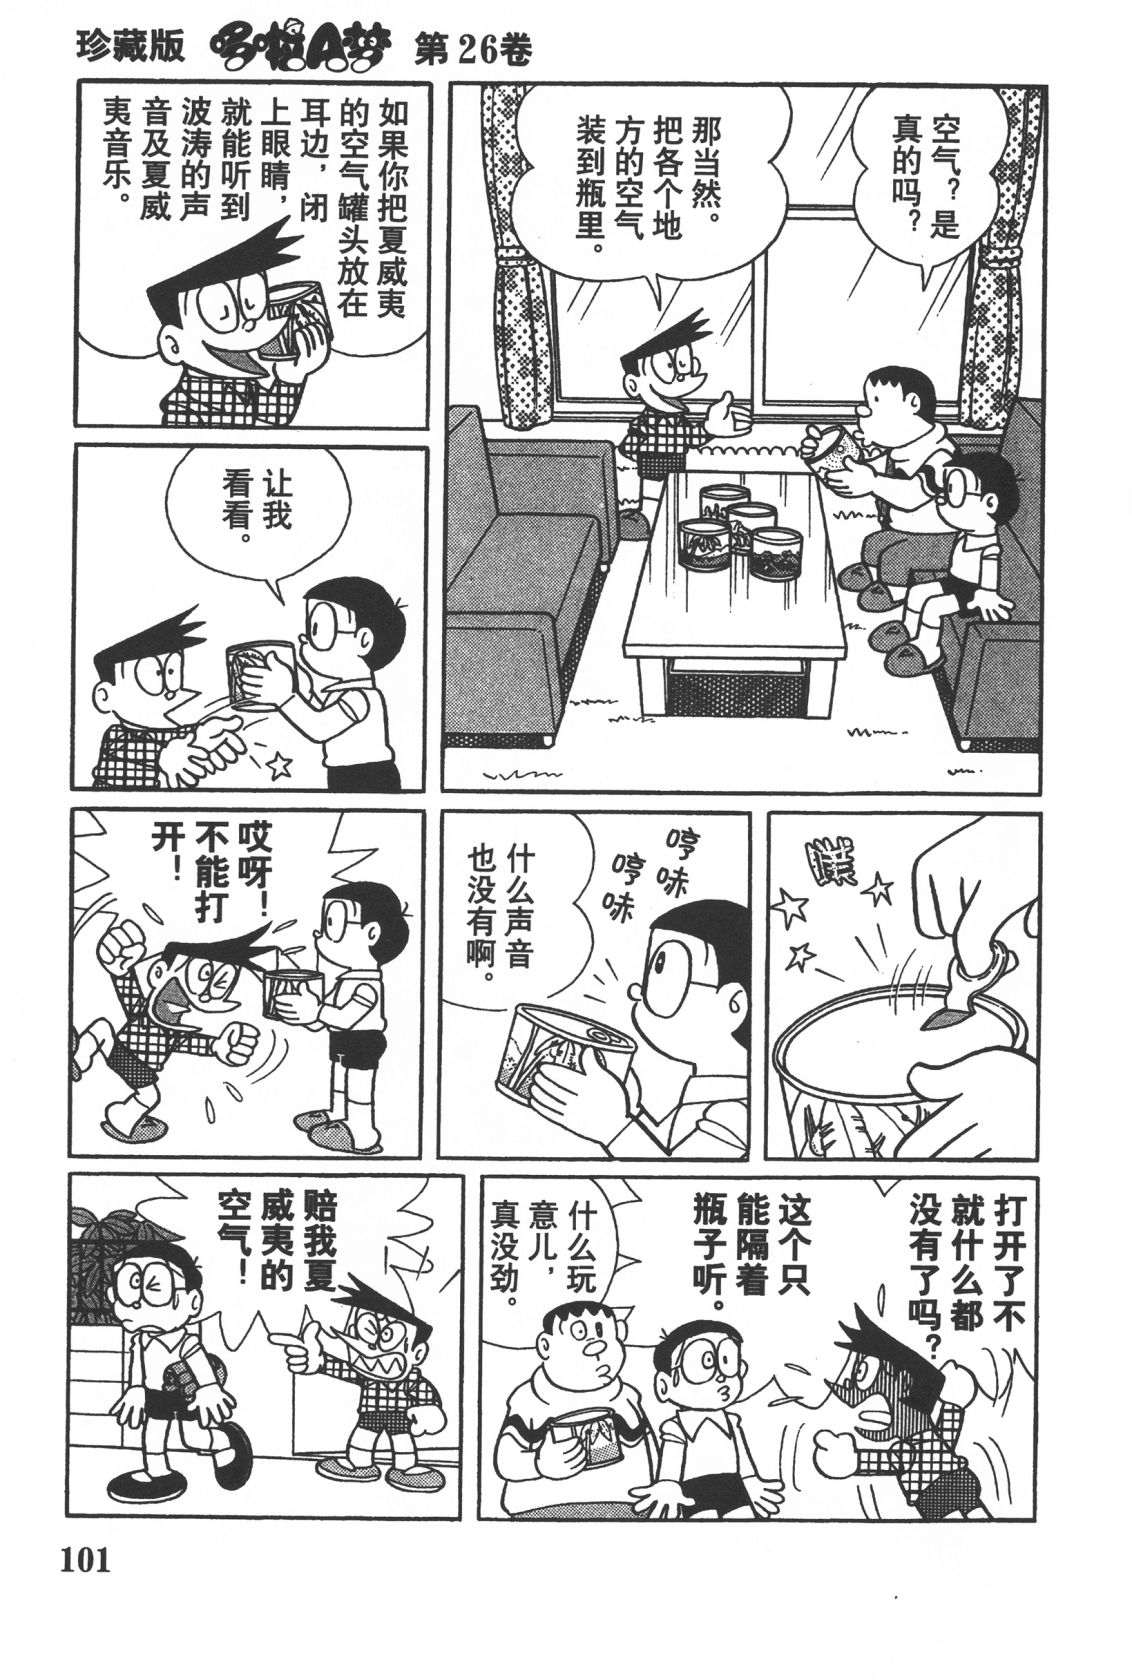 珍藏版 哆啦A梦 第26卷
空气？是
真的吗？
那当然。
把各个地
方的空气
装到瓶里。
如果你把夏威夷
的空气罐头放在
耳边，闭
上眼睛，
就能听到
波涛的声
音及夏威
夷音乐。
让我
看看。
哼哧
哼哧
什么声音
也没有啊。
哎呀！
不能打
开！
打开了不
就什么都
没有了吗？
这个只
能隔着
瓶子听。
什么玩
意儿，
真没劲。
赔我夏
威夷的
空气！
101